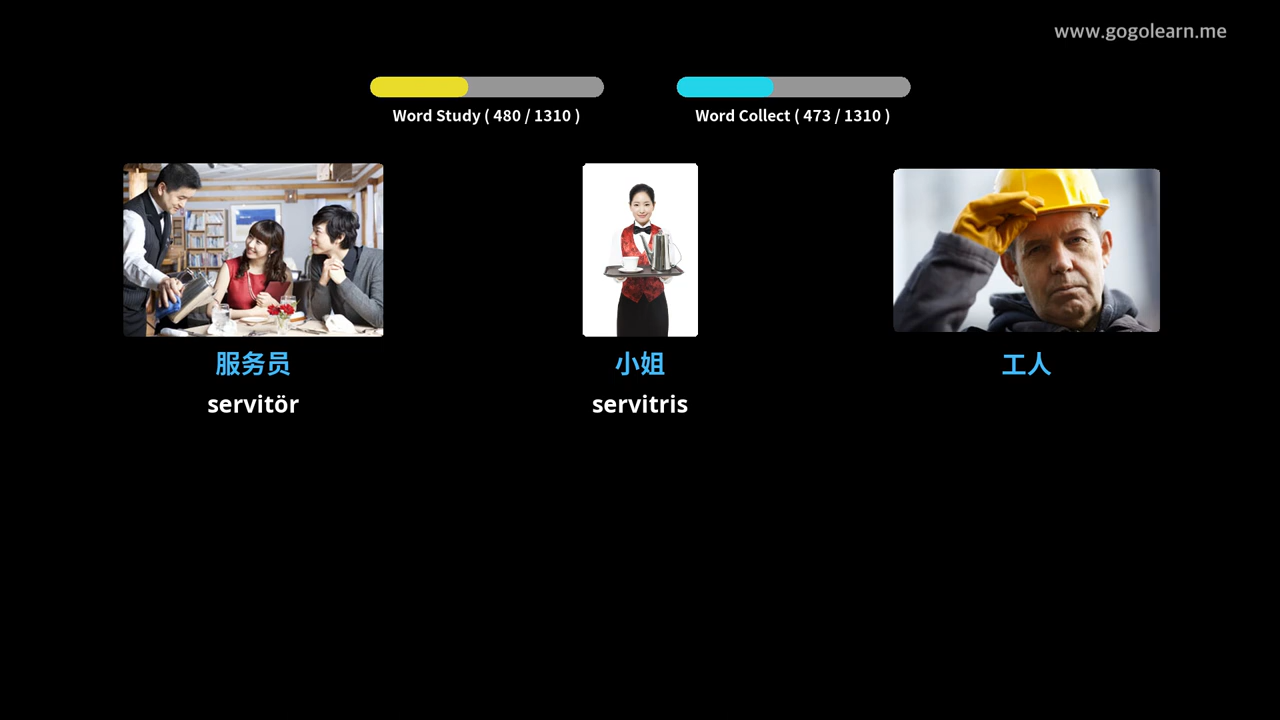 www.gogolearn.me
Word Study ( 480 / 1310 )
Word Collect ( 473 / 1310 )
服务员
小姐
工人
servitör
servitris